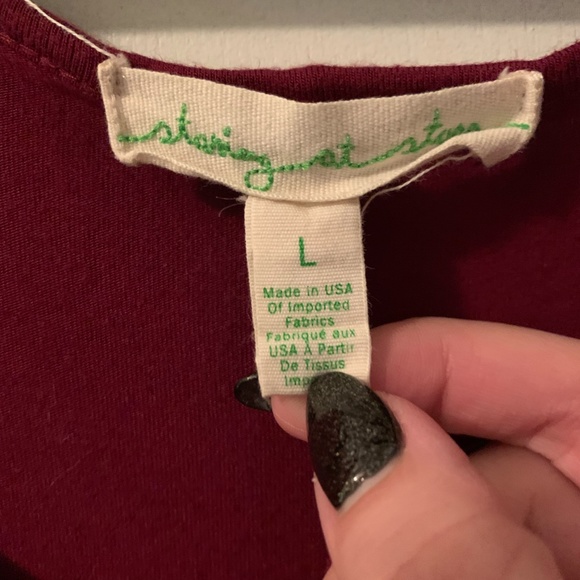 staring at stars
L
Made in USA
Of Imported
Fabrics
Fabriqué aux
USA À Partir
De Tissus